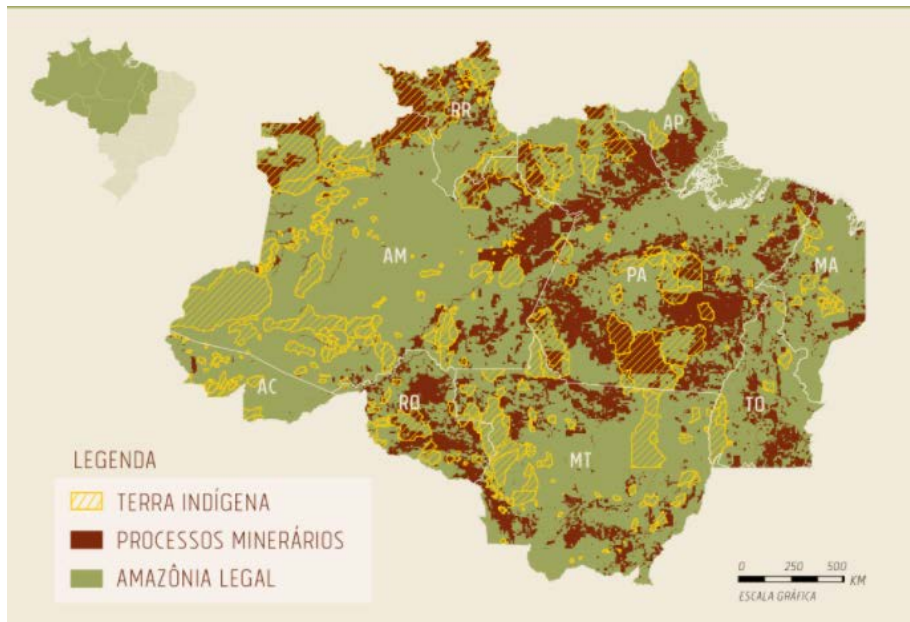 RR
AP
AM
PA
MA
AC
RO
TO
MT
LEGENDA
TERRA INDÍGENA
PROCESSOS MINERÁRIOS
AMAZÔNIA LEGAL
0 250 500
KM
ESCALA GRÁFICA